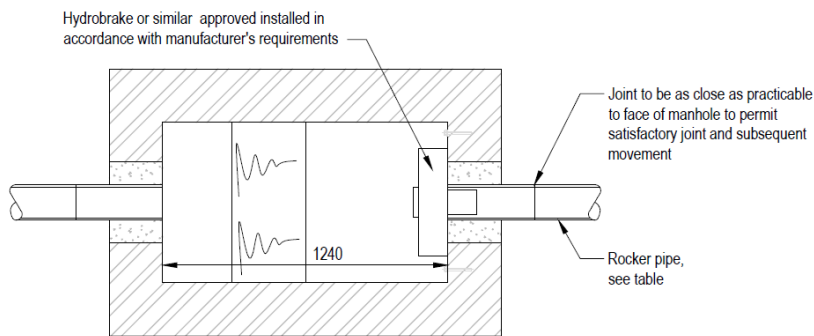 Hydrobrake or similar approved installed in
accordance with manufacturer's requirements
Joint to be as close as practicable
to face of manhole to permit
satisfactory joint and subsequent
movement
1240
Rocker pipe,
see table